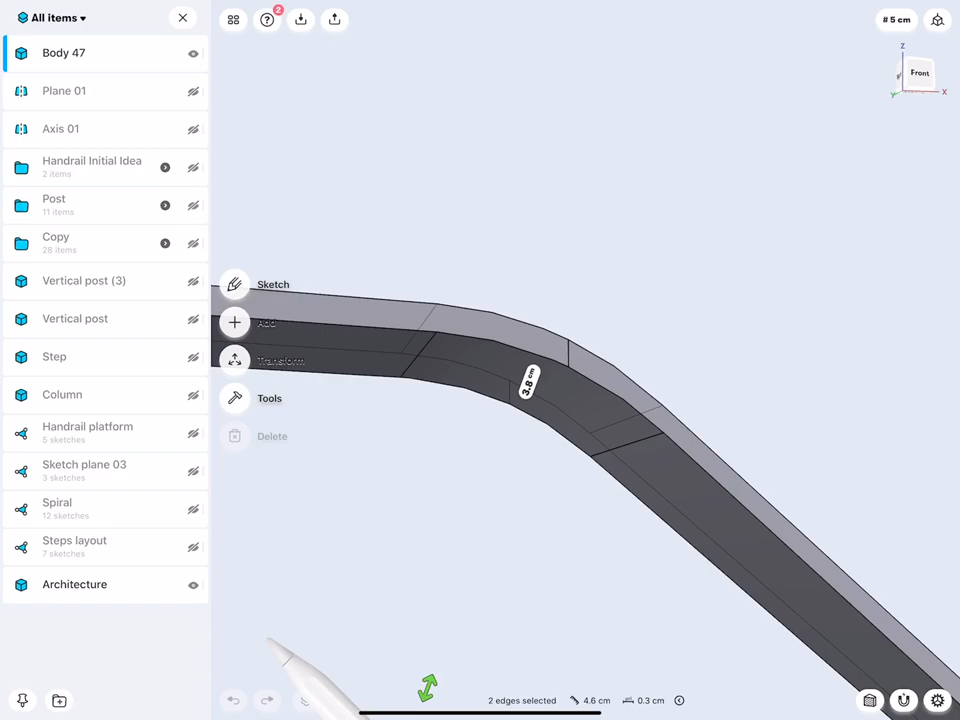 All items ▾
2
# 5 cm
Body 47
Z
Front
X
Y
Plane 01
Axis 01
Handrail Initial Idea
2 items
Post
11 items
Copy
28 items
Vertical post (3)
Sketch
Vertical post
Add
Step
Transform
3.8 cm
Column
Tools
Handrail platform
5 sketches
Delete
Sketch plane 03
3 sketches
Spiral
12 sketches
Steps layout
7 sketches
Architecture
2 edges selected
4.6 cm
0.3 cm